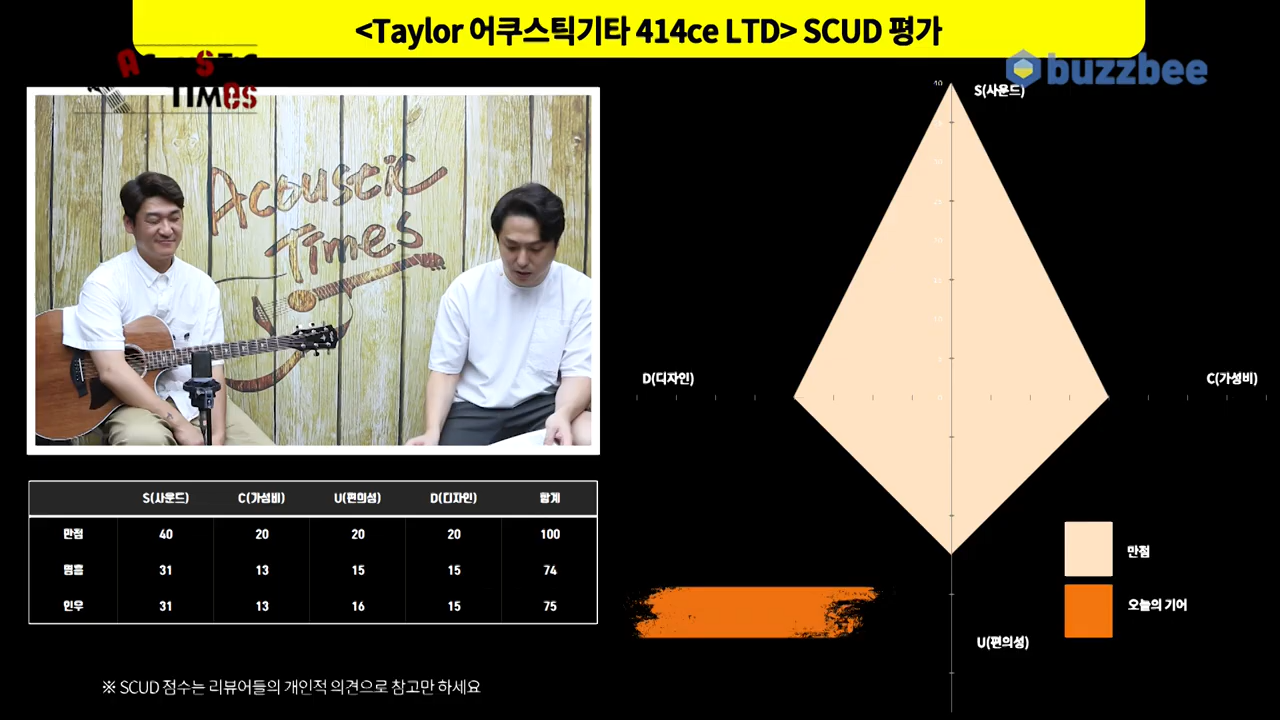 <Taylor 어쿠스틱기타 414ce LTD> SCUD 평가
ACOUSTIC
TIMES
buzzbee
Acoustic
Times
S(사운드)
D(디자인)
C(가성비)
U(편의성)
만점
오늘의 기어
S(사운드) C(가성비) U(편의성) D(디자인) 합계
만점 40 20 20 20 100
명흠 31 13 15 15 74
인우 31 13 16 15 75
※ SCUD 점수는 리뷰어들의 개인적 의견으로 참고만 하세요